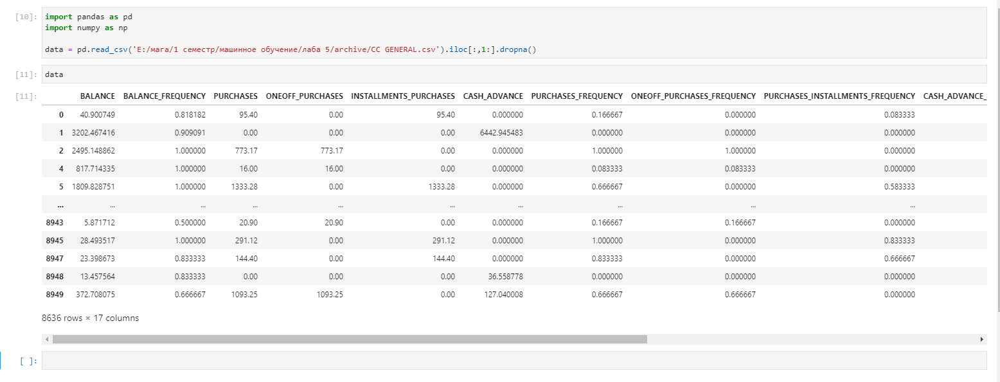 [10]: import pandas as pd
import numpy as np
data = pd.read_csv('E:/мага/1 семестр/машинное обучение/лаба 5/archive/CC GENERAL.csv').iloc[:,1:].dropna()
[11]: data
[11]: BALANCE BALANCE_FREQUENCY PURCHASES ONEOFF_PURCHASES INSTALLMENTS_PURCHASES CASH_ADVANCE PURCHASES_FREQUENCY ONEOFF_PURCHASES_FREQUENCY PURCHASES_INSTALLMENTS_FREQUENCY CASH_ADVANCE_
0 40.900749 0.818182 95.40 0.00 95.40 0.000000 0.166667 0.000000 0.083333
1 3202.467416 0.909091 0.00 0.00 0.00 6442.945483 0.000000 0.000000 0.000000
2 2495.148862 1.000000 773.17 773.17 0.00 0.000000 1.000000 1.000000 0.000000
4 817.714335 1.000000 16.00 16.00 0.00 0.000000 0.083333 0.083333 0.000000
5 1809.828751 1.000000 1333.28 0.00 1333.28 0.000000 0.666667 0.000000 0.583333
... ... ... ... ... ... ... ... ... ...
8943 5.871712 0.500000 20.90 20.90 0.00 0.000000 0.166667 0.166667 0.000000
8945 28.493517 1.000000 291.12 0.00 291.12 0.000000 1.000000 0.000000 0.833333
8947 23.398673 0.833333 144.40 0.00 144.40 0.000000 0.833333 0.000000 0.666667
8948 13.457564 0.833333 0.00 0.00 0.00 36.558778 0.000000 0.000000 0.000000
8949 372.708075 0.666667 1093.25 1093.25 0.00 127.040008 0.666667 0.666667 0.000000
8636 rows × 17 columns
[ ]: